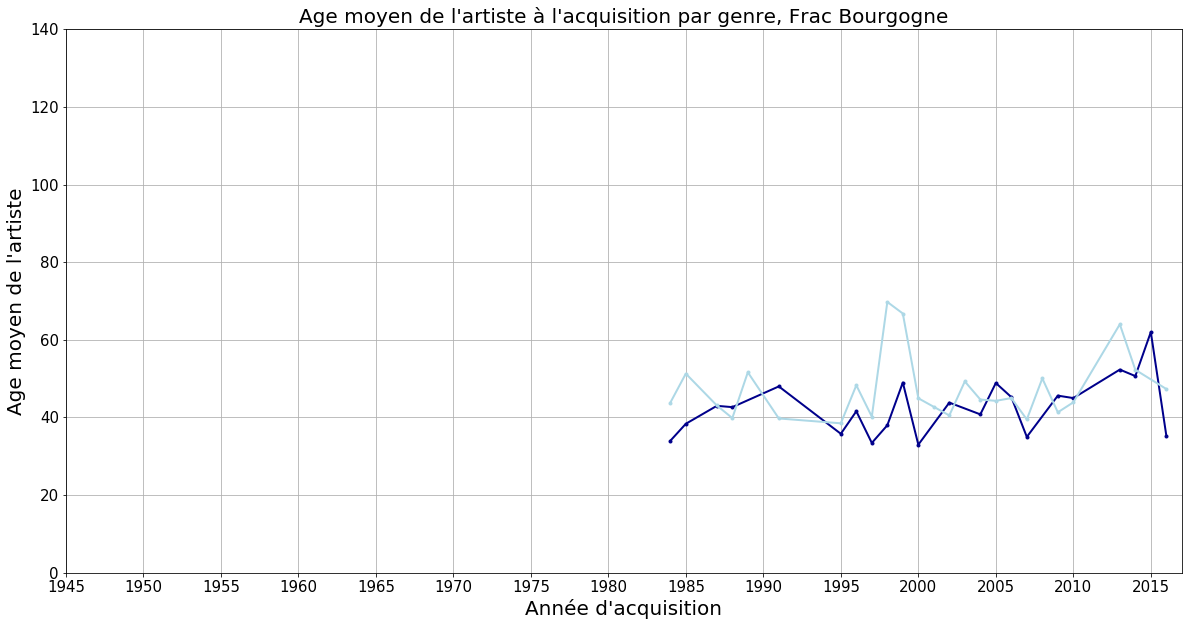 Age moyen de l'artiste à l'acquisition par genre, Frac Bourgogne
140
120
100
80
60
40
20
0
Age moyen de l'artiste
1945 1950 1955 1960 1965 1970 1975 1980 1985 1990 1995 2000 2005 2010 2015
Année d'acquisition